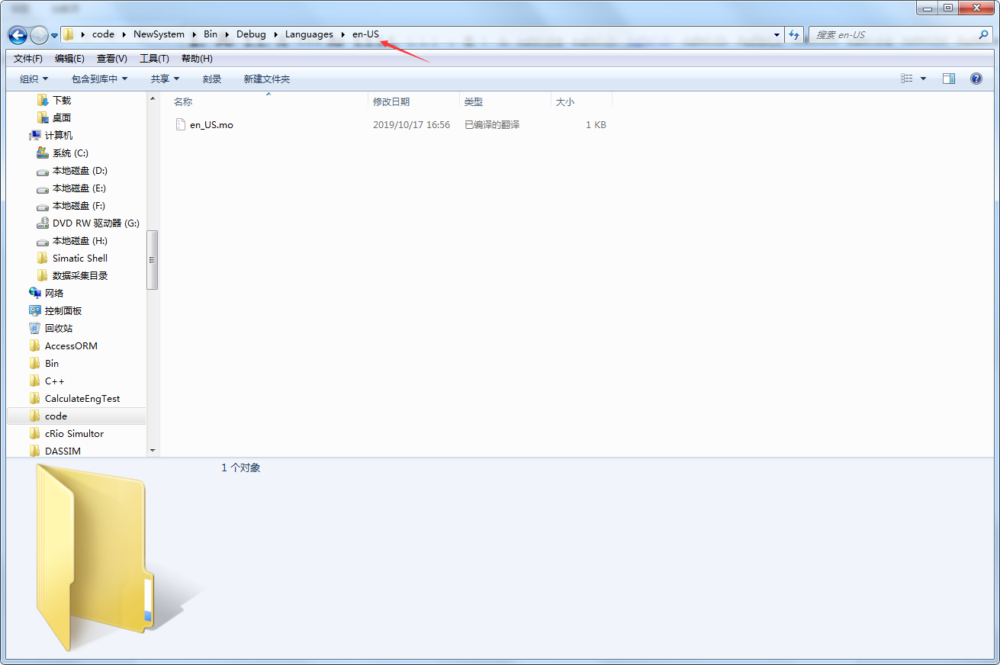 code NewSystem Bin Debug Languages en-US
搜索 en-US
文件(F) 编辑(E) 查看(V) 工具(T) 帮助(H)
组织 包含到库中 共享 刻录 新建文件夹
下载
桌面
计算机
系统 (C:)
本地磁盘 (D:)
本地磁盘 (E:)
本地磁盘 (F:)
DVD RW 驱动器 (G:)
本地磁盘 (H:)
Simatic Shell
数据采集目录
网络
控制面板
回收站
AccessORM
Bin
C++
CalculateEngTest
code
cRio Simultor
DASSIM
名称 修改日期 类型 大小
en_US.mo 2019/10/17 16:56 已编译的翻译 1 KB
1 个对象